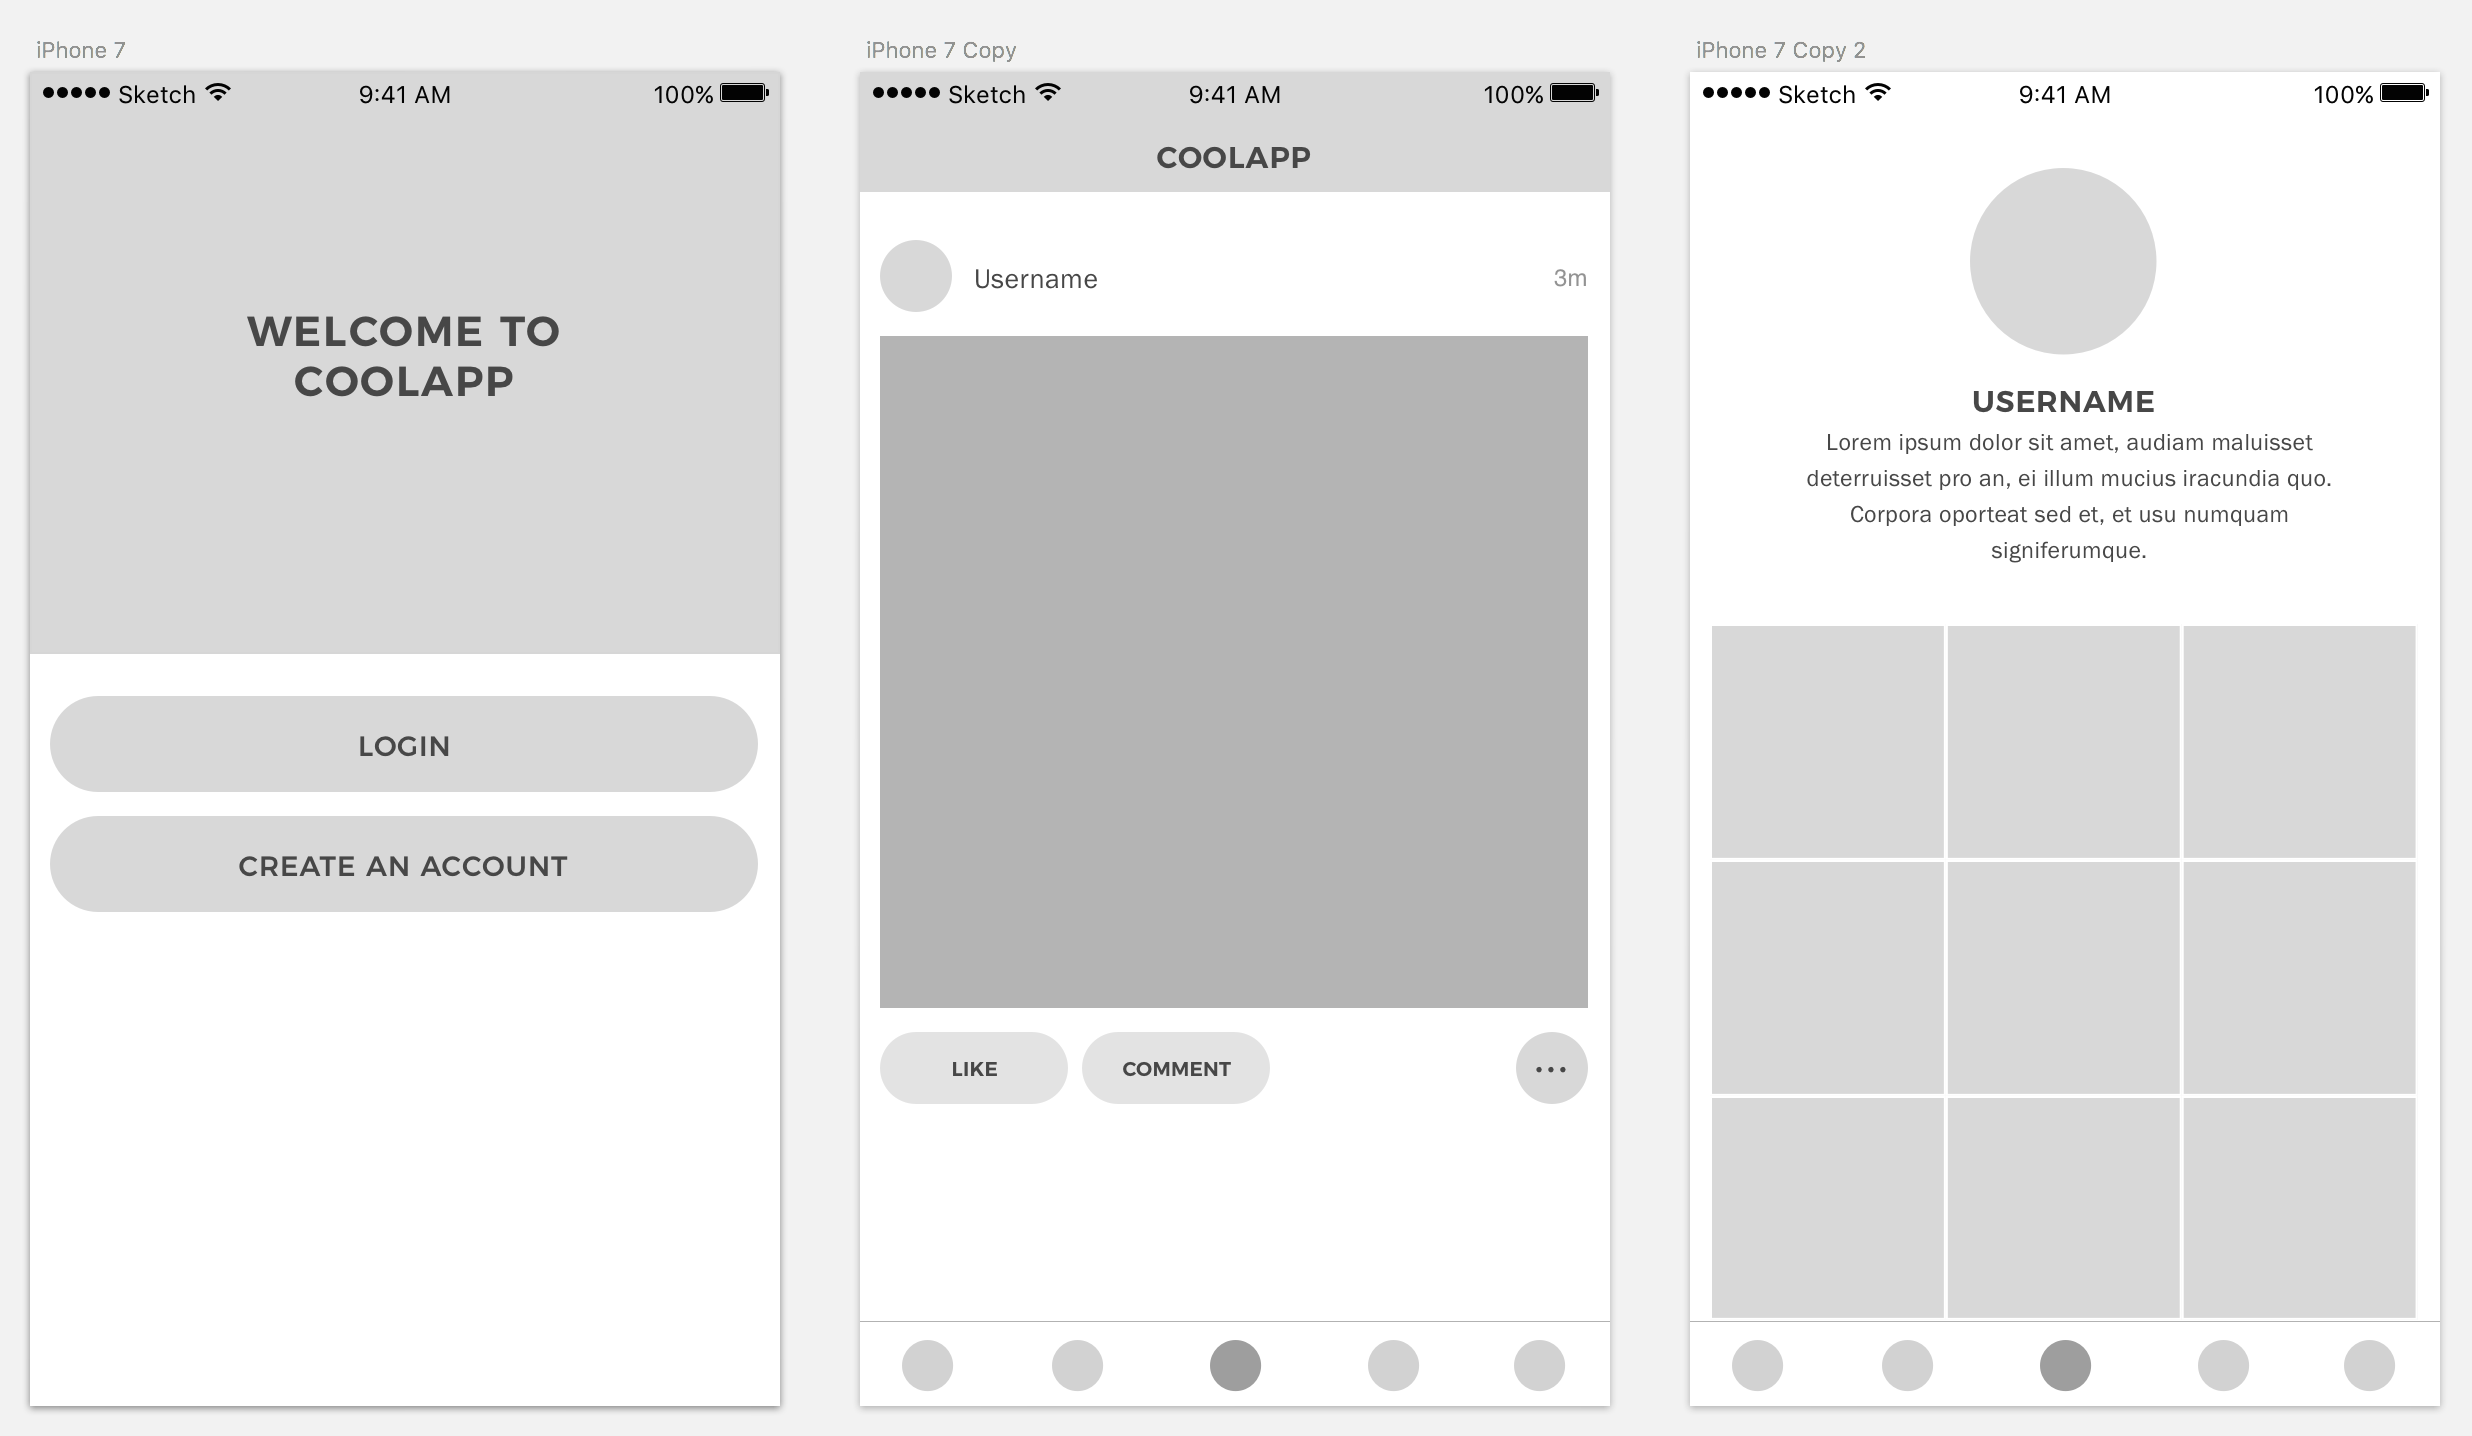 iPhone 7
Sketch 9:41 AM 100%
WELCOME TO
COOLAPP
LOGIN
CREATE AN ACCOUNT
iPhone 7 Copy
Sketch 9:41 AM 100%
COOLAPP
Username 3m
LIKE COMMENT ...
iPhone 7 Copy 2
Sketch 9:41 AM 100%
USERNAME
Lorem ipsum dolor sit amet, audiam maluisset
deterruisset pro an, ei illum mucius iracundia quo.
Corpora oporteat sed et, et usu numquam
signiferumque.